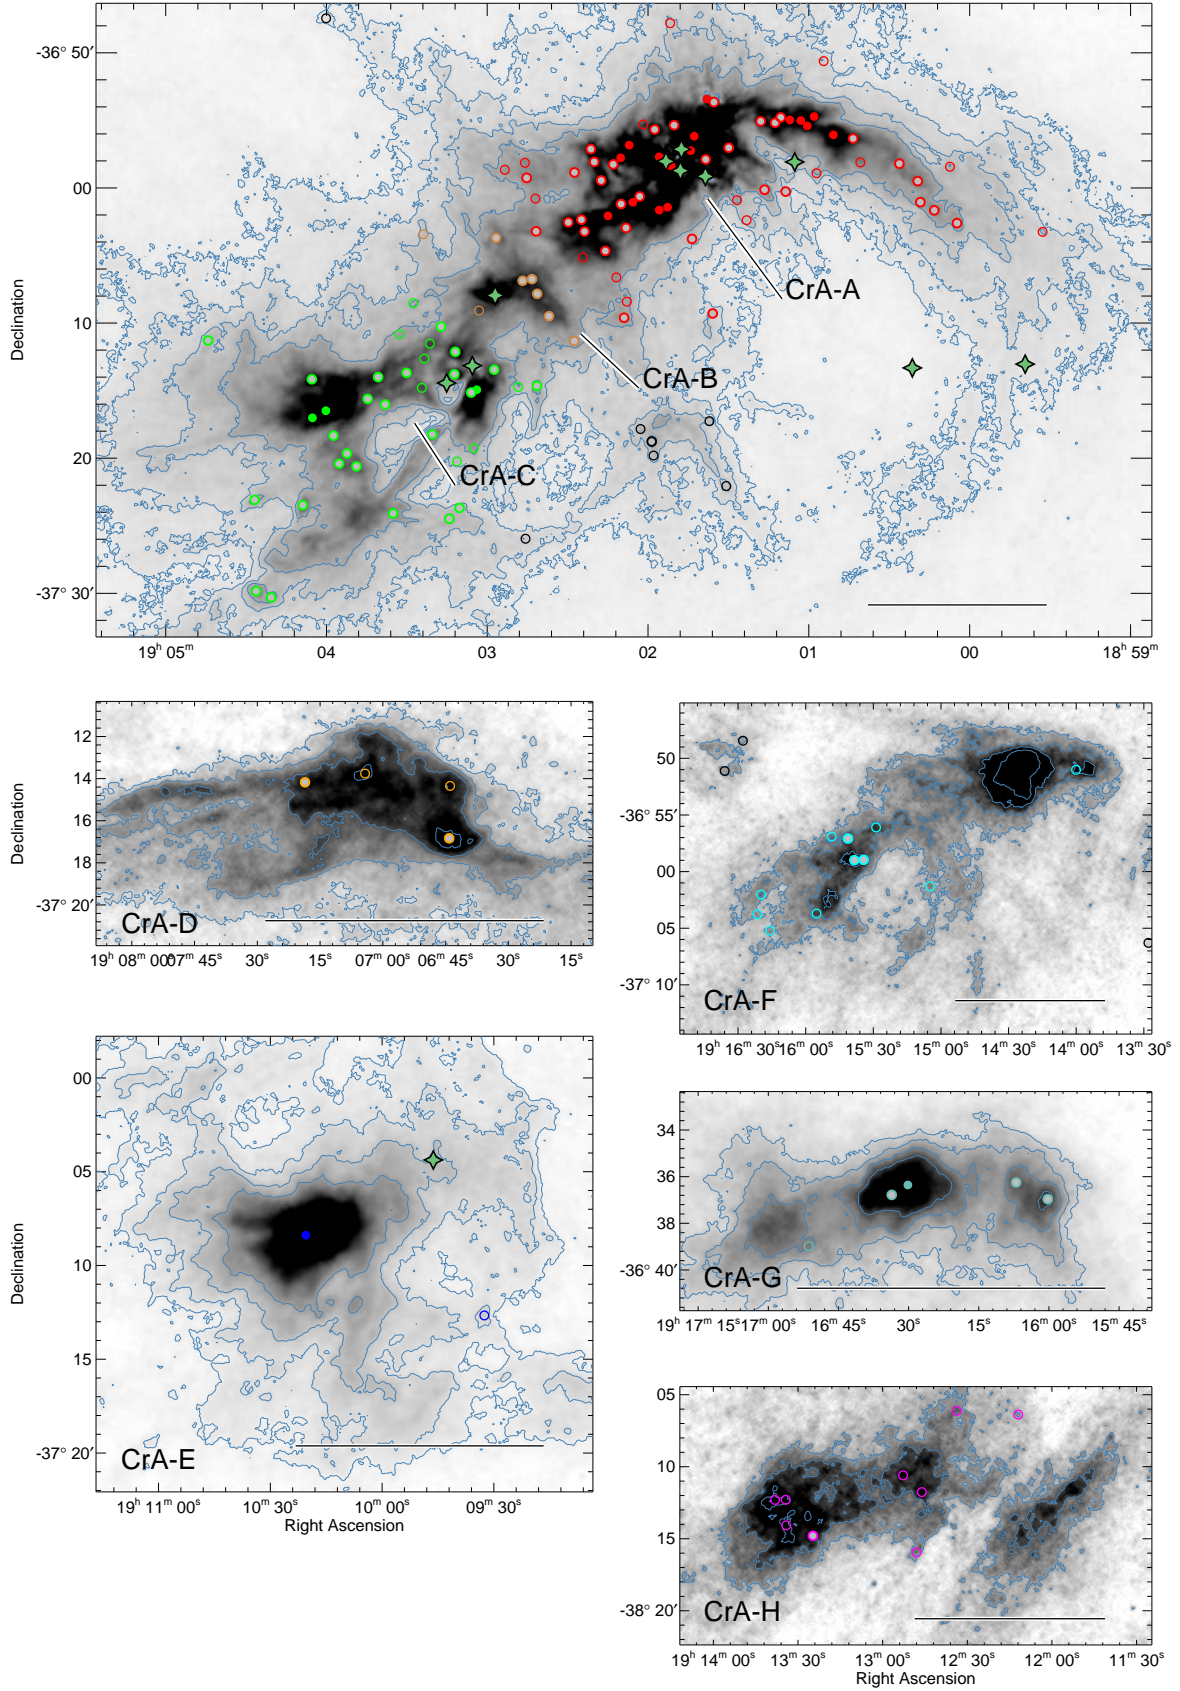 -36° 50′
00
10
20
-37° 30′
Declination
CrA-A
CrA-B
CrA-C
19ʰ 05ᵐ 04 03 02 01 00 18ʰ 59ᵐ
12
14
16
18
-37° 20′
Declination
CrA-D
19ʰ 08ᵐ 00ˢ 07ᵐ 45ˢ 30ˢ 15ˢ 07ᵐ 00ˢ 06ᵐ 45ˢ 30ˢ 15ˢ
50
-36° 55′
00
05
-37° 10′
CrA-F
19ʰ 16ᵐ 30ˢ 16ᵐ 00ˢ 15ᵐ 30ˢ 15ᵐ 00ˢ 14ᵐ 30ˢ 14ᵐ 00ˢ 13ᵐ 30ˢ
00
05
10
15
-37° 20′
Declination
CrA-E
19ʰ 11ᵐ 00ˢ 10ᵐ 30ˢ 10ᵐ 00ˢ 09ᵐ 30ˢ
Right Ascension
34
36
38
-36° 40′
CrA-G
19ʰ 17ᵐ 15ˢ 17ᵐ 00ˢ 16ᵐ 45ˢ 30ˢ 15ˢ 16ᵐ 00ˢ 15ᵐ 45ˢ
05
10
15
-38° 20′
CrA-H
19ʰ 14ᵐ 00ˢ 13ᵐ 30ˢ 13ᵐ 00ˢ 12ᵐ 30ˢ 12ᵐ 00ˢ 11ᵐ 30ˢ
Right Ascension